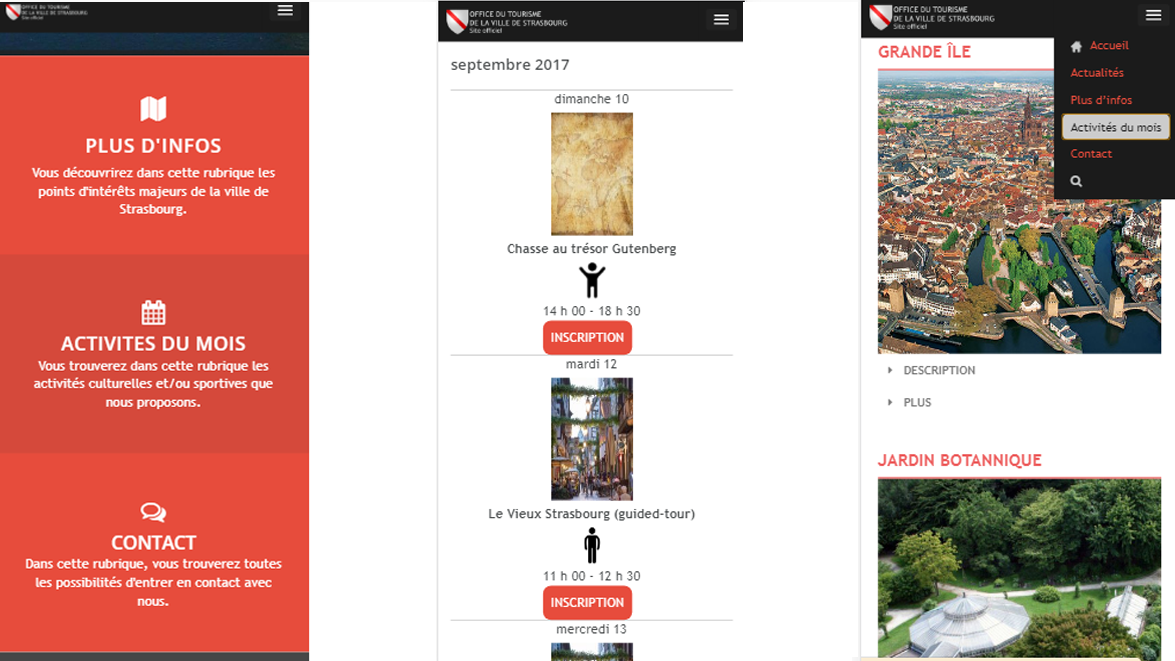 OFFICE DU TOURISME
DE LA VILLE DE STRASBOURG
Site officiel
PLUS D'INFOS
Vous découvrirez dans cette rubrique les
points d'intérêts majeurs de la ville de
Strasbourg.
ACTIVITES DU MOIS
Vous trouverez dans cette rubrique les
activités culturelles et/ou sportives que
nous proposons.
CONTACT
Dans cette rubrique, vous trouverez toutes
les possibilités d'entrer en contact avec
nous.
OFFICE DU TOURISME
DE LA VILLE DE STRASBOURG
Site officiel
septembre 2017
dimanche 10
Chasse au trésor Gutenberg
14 h 00 - 18 h 30
INSCRIPTION
mardi 12
Le Vieux Strasbourg (guided-tour)
11 h 00 - 12 h 30
INSCRIPTION
mercredi 13
OFFICE DU TOURISME
DE LA VILLE DE STRASBOURG
Site officiel
GRANDE ÎLE
Accueil
Actualités
Plus d'infos
Activités du mois
Contact
DESCRIPTION
PLUS
JARDIN BOTANNIQUE